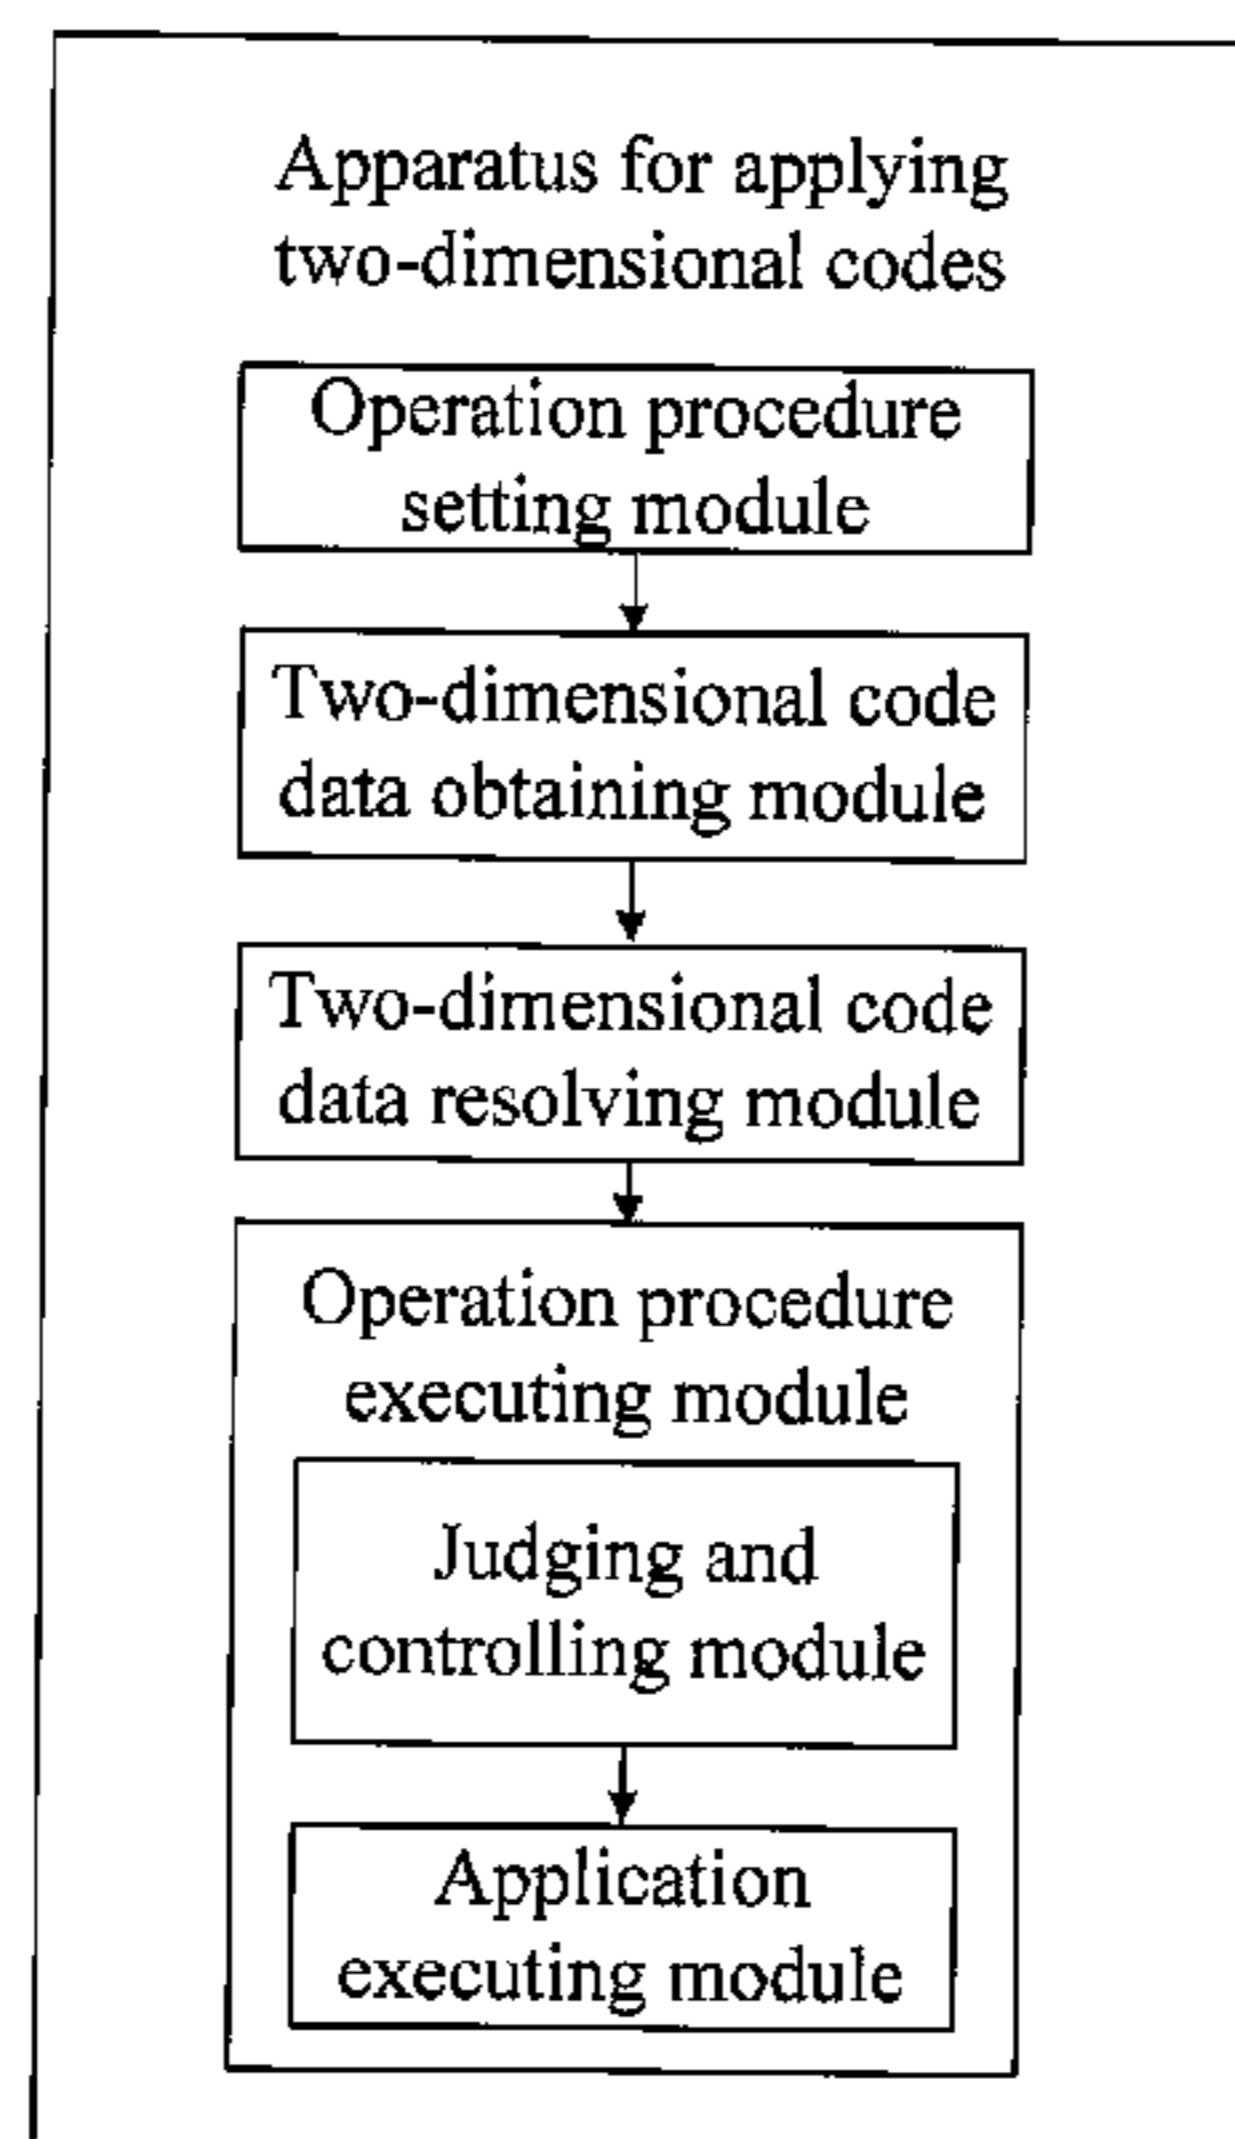 Apparatus for applying
two-dimensional codes
Operation procedure
setting module
Two-dimensional code
data obtaining module
Two-dimensional code
data resolving module
Operation procedure
executing module
Judging and
controlling module
Application
executing module